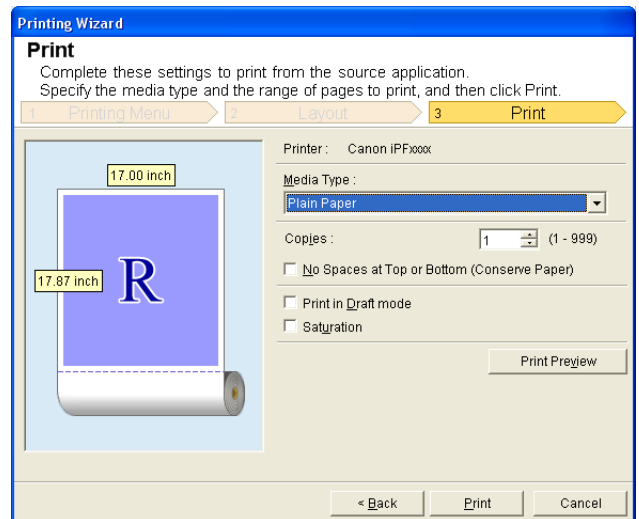 Printing Wizard
Print
Complete these settings to print from the source application.
Specify the media type and the range of pages to print, and then click Print.
1 Printing Menu 2 Layout 3 Print
Printer : Canon iPFxxxx
17.00 inch
Media Type :
Plain Paper
Copies : 1 (1 - 999)
No Spaces at Top or Bottom (Conserve Paper)
17.87 inch
R
Print in Draft mode
Saturation
Print Preview
< Back Print Cancel